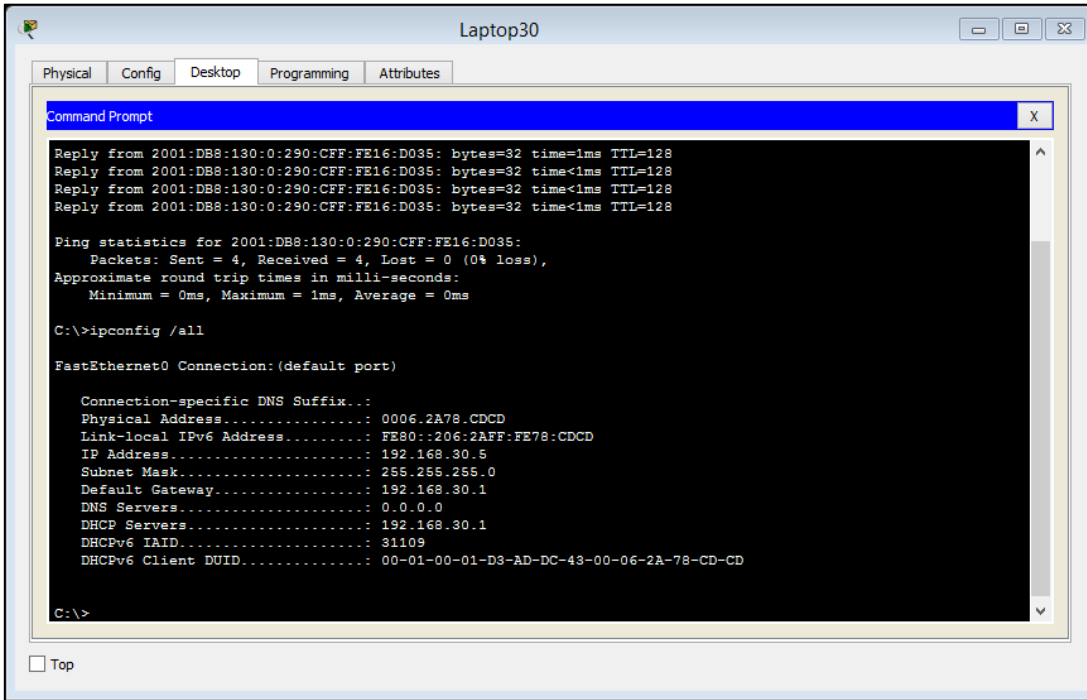 Laptop30
Physical Config Desktop Programming Attributes
Command Prompt X
Reply from 2001:DB8:130:0:290:CFF:FE16:D035: bytes=32 time=1ms TTL=128
Reply from 2001:DB8:130:0:290:CFF:FE16:D035: bytes=32 time<1ms TTL=128
Reply from 2001:DB8:130:0:290:CFF:FE16:D035: bytes=32 time<1ms TTL=128
Reply from 2001:DB8:130:0:290:CFF:FE16:D035: bytes=32 time<1ms TTL=128
Ping statistics for 2001:DB8:130:0:290:CFF:FE16:D035:
Packets: Sent = 4, Received = 4, Lost = 0 (0% loss),
Approximate round trip times in milli-seconds:
Minimum = 0ms, Maximum = 1ms, Average = 0ms
C:\>ipconfig /all
FastEthernet0 Connection:(default port)
Connection-specific DNS Suffix..:
Physical Address................: 0006.2A78.CDCD
Link-local IPv6 Address.........: FE80::206:2AFF:FE78:CDCD
IP Address......................: 192.168.30.5
Subnet Mask.....................: 255.255.255.0
Default Gateway.................: 192.168.30.1
DNS Servers.....................: 0.0.0.0
DHCP Servers....................: 192.168.30.1
DHCPv6 IAID.....................: 31109
DHCPv6 Client DUID..............: 00-01-00-01-D3-AD-DC-43-00-06-2A-78-CD-CD
C:\>
Top